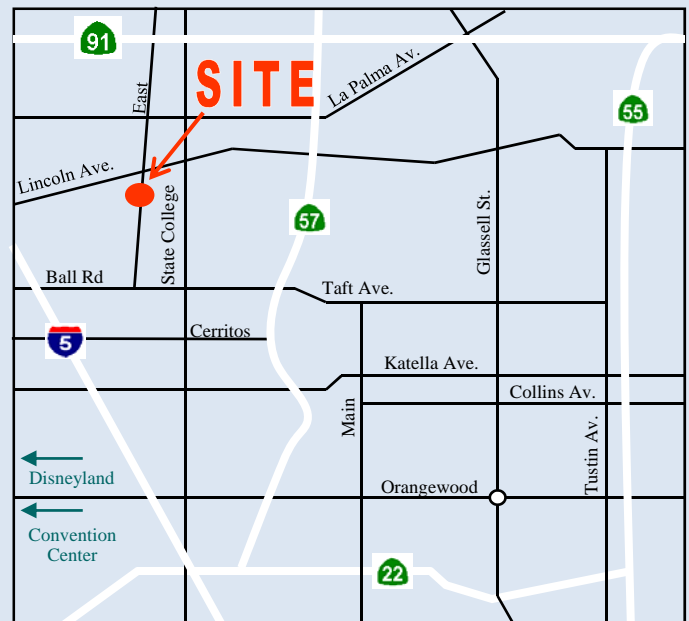 91
SITE
La Palma Av.
East
55
Lincoln Ave.
State College
57
Glassell St.
Ball Rd
Taft Ave.
Cerritos
5
Katella Ave.
Collins Av.
Main
Tustin Av.
Disneyland
Orangewood
Convention
Center
22